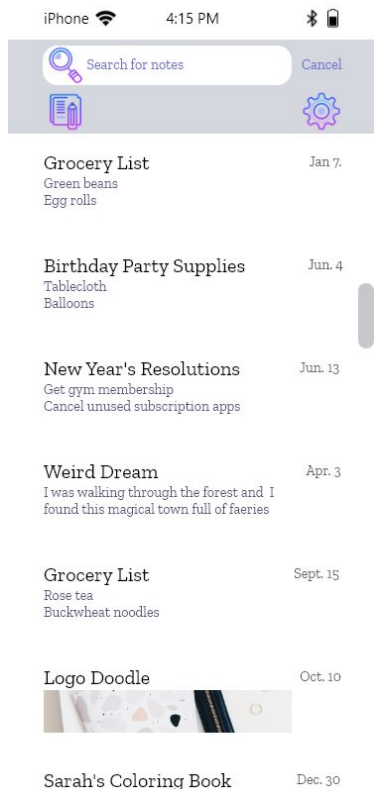 iPhone 4:15 PM
Search for notes Cancel
Grocery List Jan 7.
Green beans
Egg rolls
Birthday Party Supplies Jun. 4
Tablecloth
Balloons
New Year's Resolutions Jun. 13
Get gym membership
Cancel unused subscription apps
Weird Dream Apr. 3
I was walking through the forest and I
found this magical town full of faeries
Grocery List Sept. 15
Rose tea
Buckwheat noodles
Logo Doodle Oct. 10
Sarah's Coloring Book Dec. 30